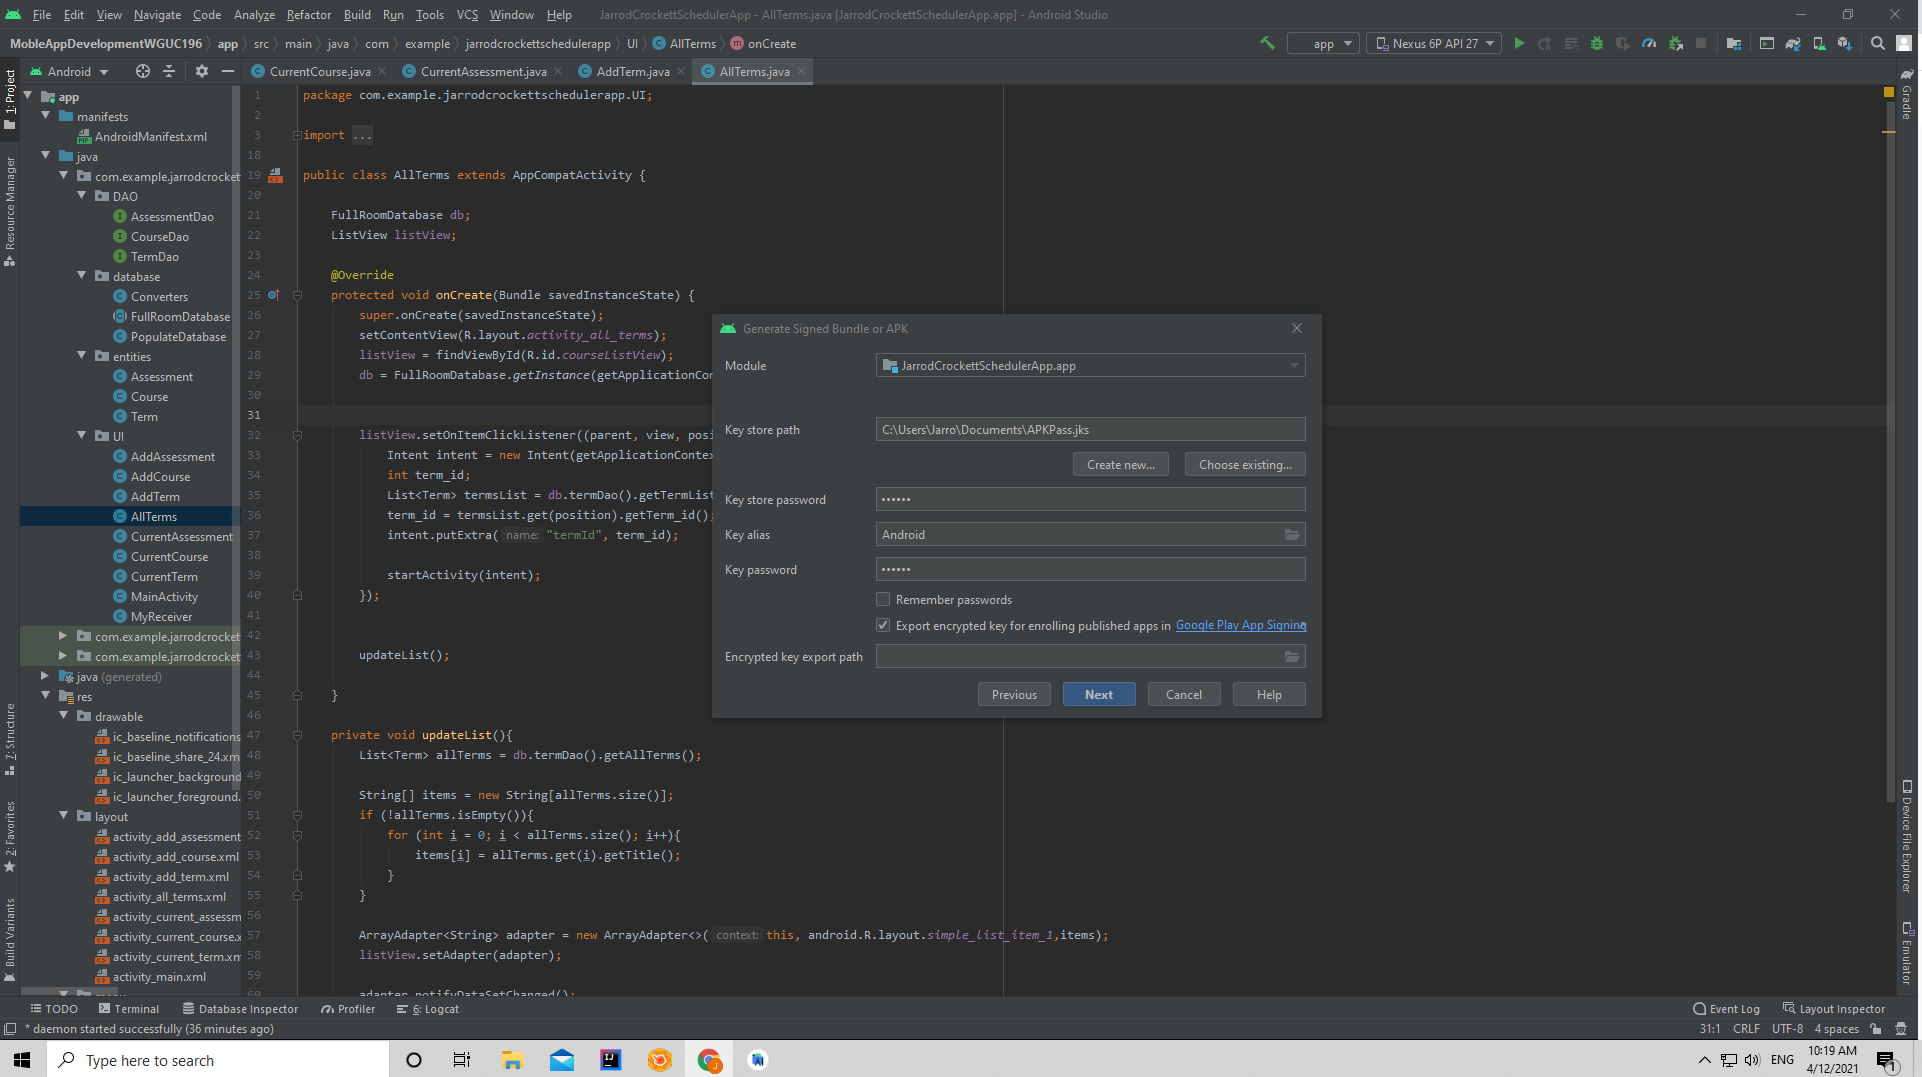 File Edit View Navigate Code Analyze Refactor Build Run Tools VCS Window Help JarrodCrockettSchedulerApp - AllTerms.java [JarrodCrockettSchedulerApp.app] - Android Studio
MobleAppDevelopmentWGUC196 app src main java com example jarrodcrockettschedulerapp UI AllTerms onCreate app Nexus 6P API 27
Android CurrentCourse.java CurrentAssessment.java AddTerm.java AllTerms.java
1: Project
Resource Manager
7: Structure
2: Favorites
Build Variants
app
manifests
AndroidManifest.xml
java
com.example.jarrodcrocket
DAO
AssessmentDao
CourseDao
TermDao
database
Converters
FullRoomDatabase
PopulateDatabase
entities
Assessment
Course
Term
UI
AddAssessment
AddCourse
AddTerm
AllTerms
CurrentAssessment
CurrentCourse
CurrentTerm
MainActivity
MyReceiver
com.example.jarrodcrocket
com.example.jarrodcrocket
java (generated)
res
drawable
ic_baseline_notifications
ic_baseline_share_24.xm
ic_launcher_background
ic_launcher_foreground.
layout
activity_add_assessment
activity_add_course.xml
activity_add_term.xml
activity_all_terms.xml
activity_current_assessm
activity_current_course.x
activity_current_term.xm
activity_main.xml
1 package com.example.jarrodcrockettschedulerapp.UI;
2
3 import ...
18
19 public class AllTerms extends AppCompatActivity {
20
21 FullRoomDatabase db;
22 ListView listView;
23
24 @Override
25 protected void onCreate(Bundle savedInstanceState) {
26 super.onCreate(savedInstanceState);
27 setContentView(R.layout.activity_all_terms);
28 listView = findViewById(R.id.courseListView);
29 db = FullRoomDatabase.getInstance(getApplicationCon
30
31
32 listView.setOnItemClickListener((parent, view, posi
33 Intent intent = new Intent(getApplicationContex
34 int term_id;
35 List<Term> termsList = db.termDao().getTermList
36 term_id = termsList.get(position).getTerm_id();
37 intent.putExtra( name: "termId", term_id);
38
39 startActivity(intent);
40 });
41
42
43 updateList();
44
45 }
46
47 private void updateList(){
48 List<Term> allTerms = db.termDao().getAllTerms();
49
50 String[] items = new String[allTerms.size()];
51 if (!allTerms.isEmpty()){
52 for (int i = 0; i < allTerms.size(); i++){
53 items[i] = allTerms.get(i).getTitle();
54 }
55 }
56
57 ArrayAdapter<String> adapter = new ArrayAdapter<>( context: this, android.R.layout.simple_list_item_1,items);
58 listView.setAdapter(adapter);
59
60 adapter.notifyDataSetChanged();
Generate Signed Bundle or APK
Module JarrodCrockettSchedulerApp.app
Key store path C:\Users\Jarro\Documents\APKPass.jks
Create new... Choose existing...
Key store password ••••••
Key alias Android
Key password ••••••
Remember passwords
Export encrypted key for enrolling published apps in Google Play App Signing
Encrypted key export path
Previous Next Cancel Help
Gradle
Device File Explorer
Emulator
TODO Terminal Database Inspector Profiler 6: Logcat Event Log Layout Inspector
* daemon started successfully (36 minutes ago) 31:1 CRLF UTF-8 4 spaces
Type here to search ENG 10:19 AM
4/12/2021
1